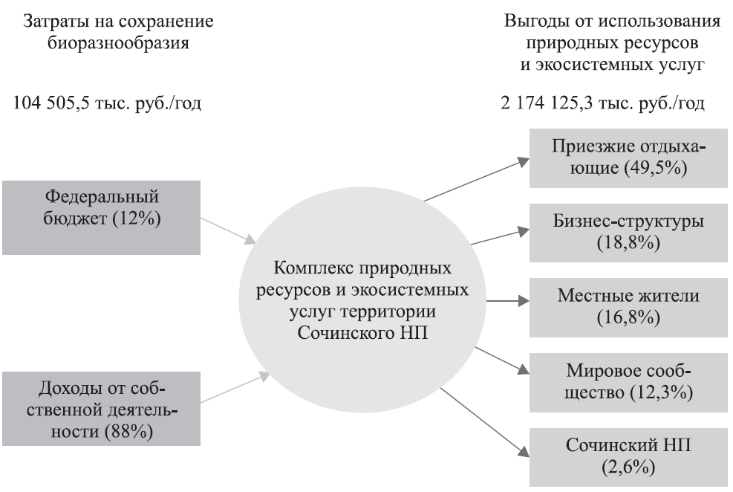 Затраты на сохранение
биоразнообразия
104 505,5 тыс. руб./год
Федеральный
бюджет (12%)
Доходы от соб-
ственной деятель-
ности (88%)
Комплекс природных
ресурсов и экосистемных
услуг территории
Сочинского НП
Выгоды от использования
природных ресурсов
и экосистемных услуг
2 174 125,3 тыс. руб./год
Приезжие отдыха-
ющие (49,5%)
Бизнес-структуры
(18,8%)
Местные жители
(16,8%)
Мировое сооб-
щество (12,3%)
Сочинский НП
(2,6%)